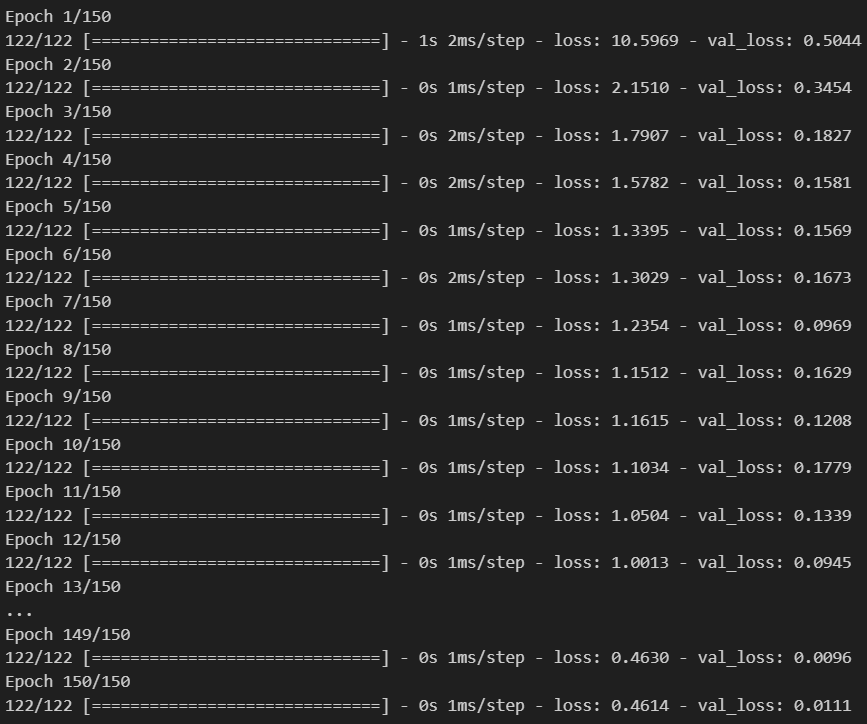 Epoch 1/150
122/122 [==============================] - 1s 2ms/step - loss: 10.5969 - val_loss: 0.5044
Epoch 2/150
122/122 [==============================] - 0s 1ms/step - loss: 2.1510 - val_loss: 0.3454
Epoch 3/150
122/122 [==============================] - 0s 2ms/step - loss: 1.7907 - val_loss: 0.1827
Epoch 4/150
122/122 [==============================] - 0s 2ms/step - loss: 1.5782 - val_loss: 0.1581
Epoch 5/150
122/122 [==============================] - 0s 1ms/step - loss: 1.3395 - val_loss: 0.1569
Epoch 6/150
122/122 [==============================] - 0s 2ms/step - loss: 1.3029 - val_loss: 0.1673
Epoch 7/150
122/122 [==============================] - 0s 1ms/step - loss: 1.2354 - val_loss: 0.0969
Epoch 8/150
122/122 [==============================] - 0s 1ms/step - loss: 1.1512 - val_loss: 0.1629
Epoch 9/150
122/122 [==============================] - 0s 1ms/step - loss: 1.1615 - val_loss: 0.1208
Epoch 10/150
122/122 [==============================] - 0s 1ms/step - loss: 1.1034 - val_loss: 0.1779
Epoch 11/150
122/122 [==============================] - 0s 1ms/step - loss: 1.0504 - val_loss: 0.1339
Epoch 12/150
122/122 [==============================] - 0s 1ms/step - loss: 1.0013 - val_loss: 0.0945
Epoch 13/150
...
Epoch 149/150
122/122 [==============================] - 0s 1ms/step - loss: 0.4630 - val_loss: 0.0096
Epoch 150/150
122/122 [==============================] - 0s 1ms/step - loss: 0.4614 - val_loss: 0.0111